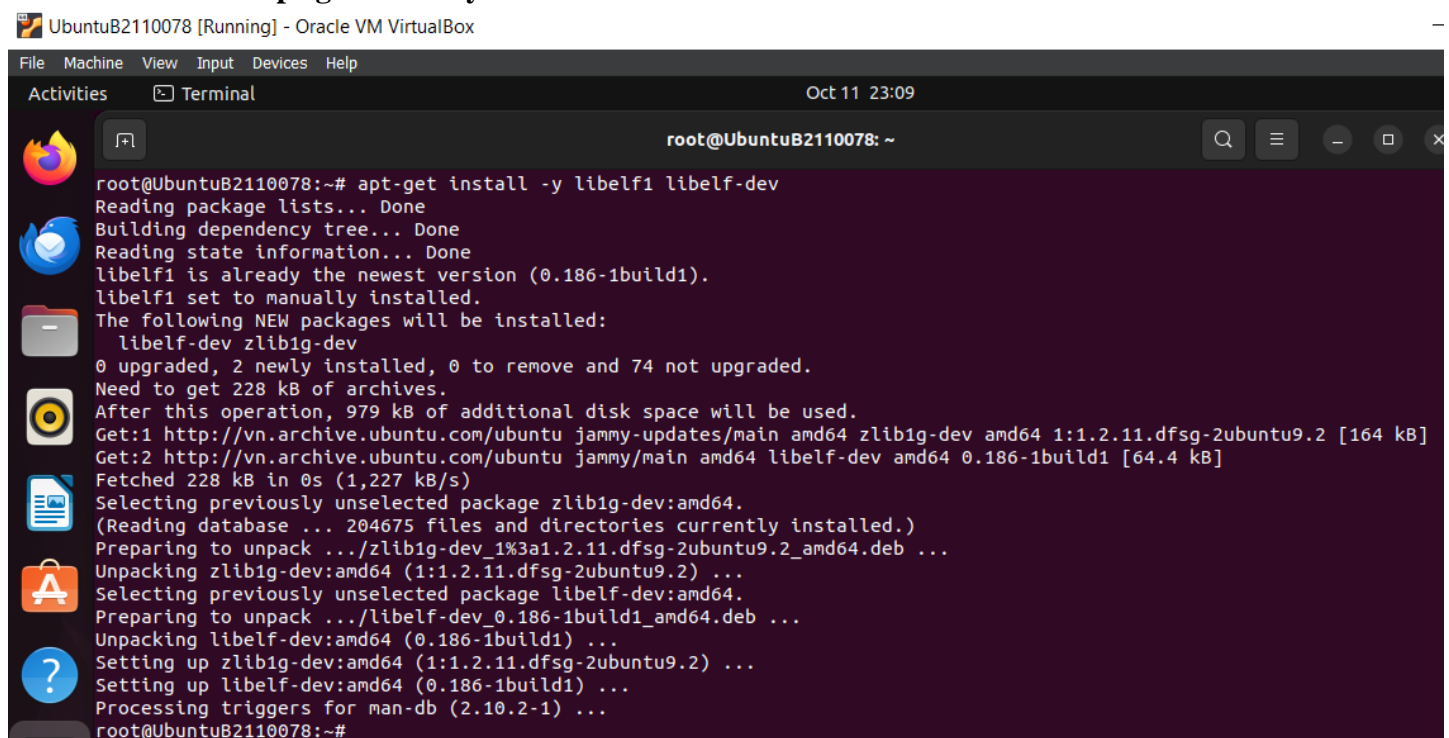 UbuntuB2110078 [Running] - Oracle VM VirtualBox
File Machine View Input Devices Help
Activities Terminal Oct 11 23:09
root@UbuntuB2110078: ~
root@UbuntuB2110078:~# apt-get install -y libelf1 libelf-dev
Reading package lists... Done
Building dependency tree... Done
Reading state information... Done
libelf1 is already the newest version (0.186-1build1).
libelf1 set to manually installed.
The following NEW packages will be installed:
  libelf-dev zlib1g-dev
0 upgraded, 2 newly installed, 0 to remove and 74 not upgraded.
Need to get 228 kB of archives.
After this operation, 979 kB of additional disk space will be used.
Get:1 http://vn.archive.ubuntu.com/ubuntu jammy-updates/main amd64 zlib1g-dev amd64 1:1.2.11.dfsg-2ubuntu9.2 [164 kB]
Get:2 http://vn.archive.ubuntu.com/ubuntu jammy/main amd64 libelf-dev amd64 0.186-1build1 [64.4 kB]
Fetched 228 kB in 0s (1,227 kB/s)
Selecting previously unselected package zlib1g-dev:amd64.
(Reading database ... 204675 files and directories currently installed.)
Preparing to unpack .../zlib1g-dev_1%3a1.2.11.dfsg-2ubuntu9.2_amd64.deb ...
Unpacking zlib1g-dev:amd64 (1:1.2.11.dfsg-2ubuntu9.2) ...
Selecting previously unselected package libelf-dev:amd64.
Preparing to unpack .../libelf-dev_0.186-1build1_amd64.deb ...
Unpacking libelf-dev:amd64 (0.186-1build1) ...
Setting up zlib1g-dev:amd64 (1:1.2.11.dfsg-2ubuntu9.2) ...
Setting up libelf-dev:amd64 (0.186-1build1) ...
Processing triggers for man-db (2.10.2-1) ...
root@UbuntuB2110078:~#